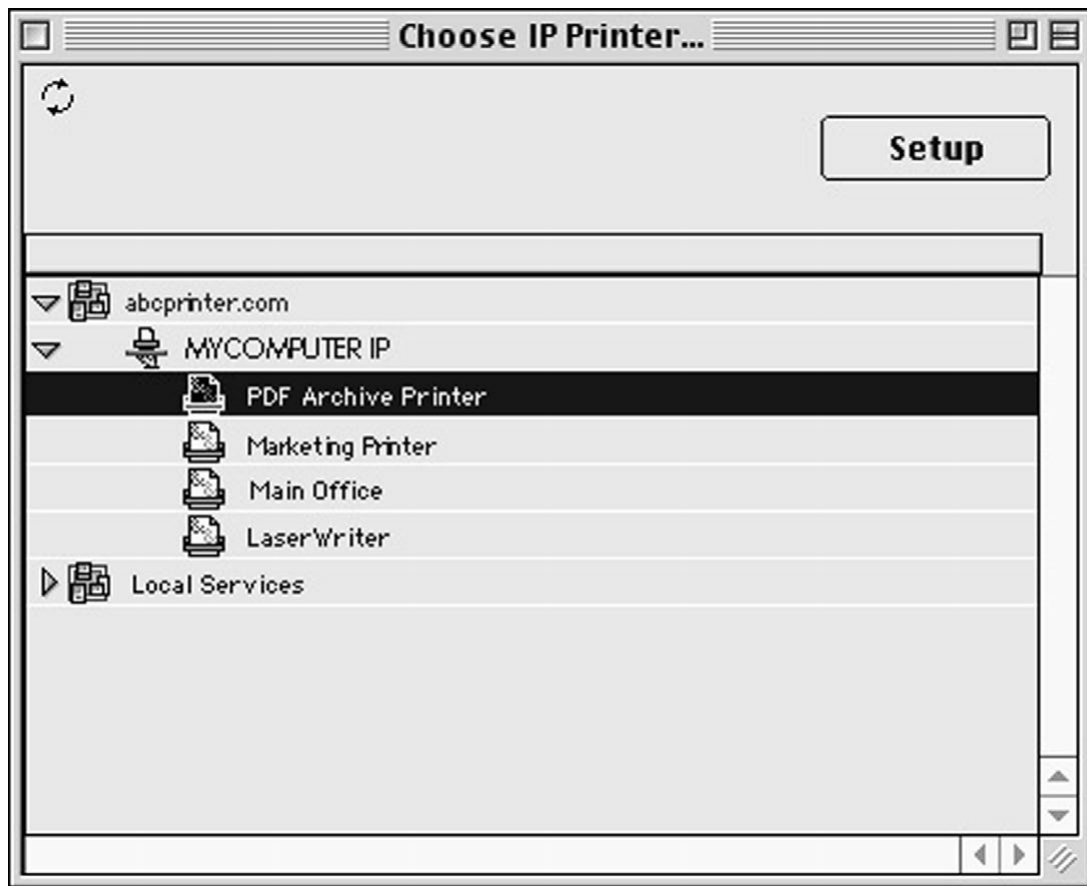 Choose IP Printer...
Setup
abcprinter.com
MYCOMPUTER IP
PDF Archive Printer
Marketing Printer
Main Office
LaserWriter
Local Services